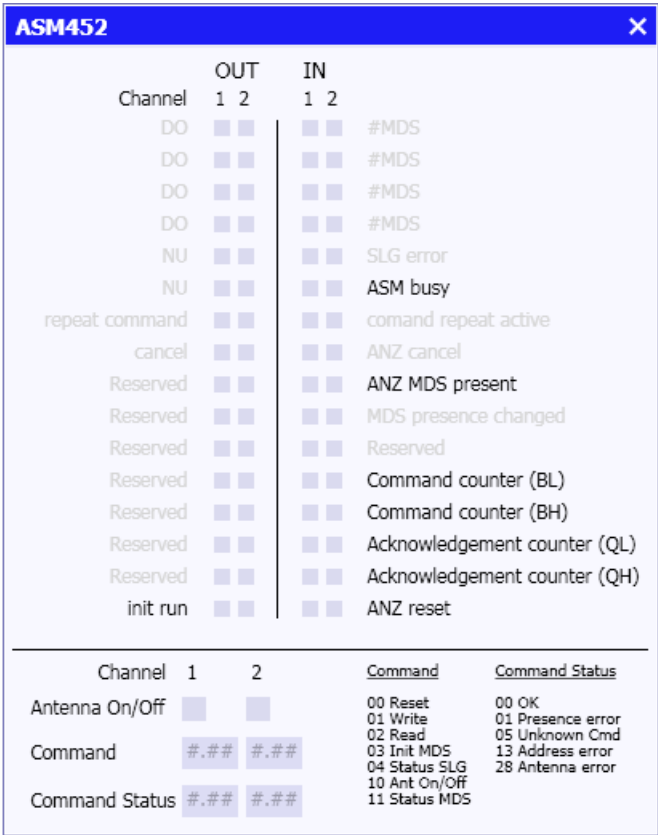 ASM452
OUT IN
Channel 1 2 1 2
DO #MDS
DO #MDS
DO #MDS
DO #MDS
NU SLG error
NU ASM busy
repeat command comand repeat active
cancel ANZ cancel
Reserved ANZ MDS present
Reserved MDS presence changed
Reserved Reserved
Reserved Command counter (BL)
Reserved Command counter (BH)
Reserved Acknowledgement counter (QL)
Reserved Acknowledgement counter (QH)
init run ANZ reset
Channel 1 2
Antenna On/Off
Command #.## #.##
Command Status #.## #.##
Command
00 Reset
01 Write
02 Read
03 Init MDS
04 Status SLG
10 Ant On/Off
11 Status MDS
Command Status
00 OK
01 Presence error
05 Unknown Cmd
13 Address error
28 Antenna error